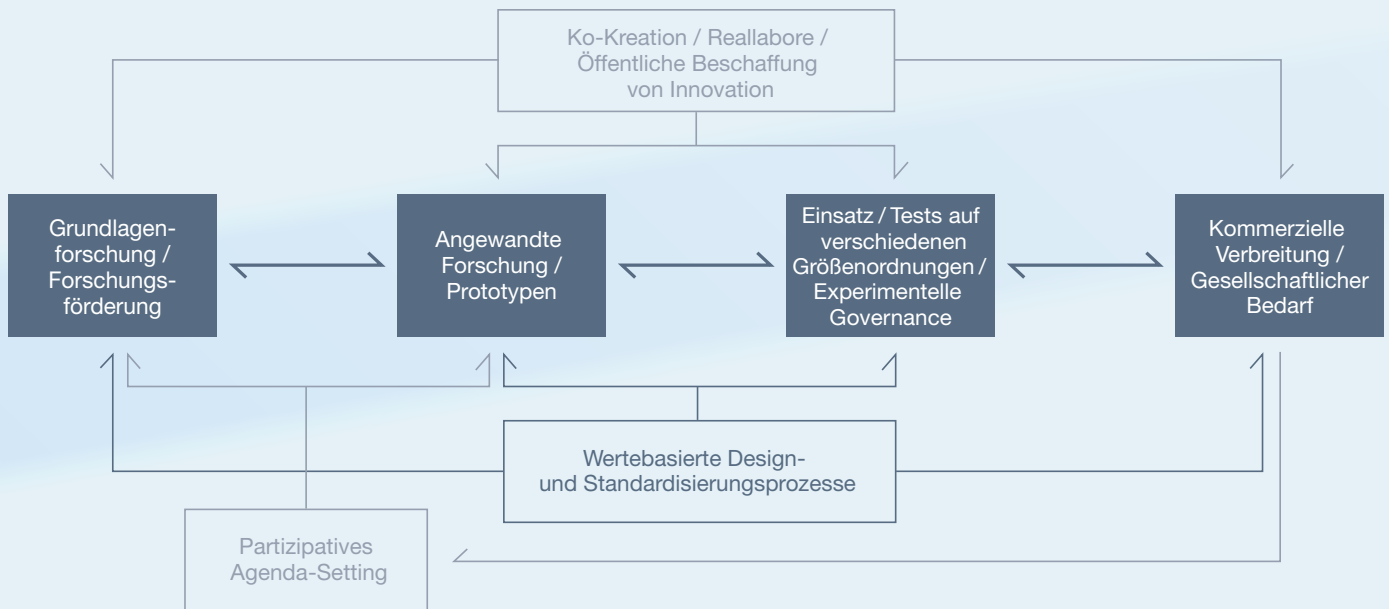 Ko-Kreation / Reallabore /
Öffentliche Beschaffung
von Innovation
Grundlagen-
forschung /
Forschungs-
förderung
Angewandte
Forschung /
Prototypen
Einsatz / Tests auf
verschiedenen
Größenordnungen /
Experimentelle
Governance
Kommerzielle
Verbreitung /
Gesellschaftlicher
Bedarf
Wertebasierte Design-
und Standardisierungsprozesse
Partizipatives
Agenda-Setting